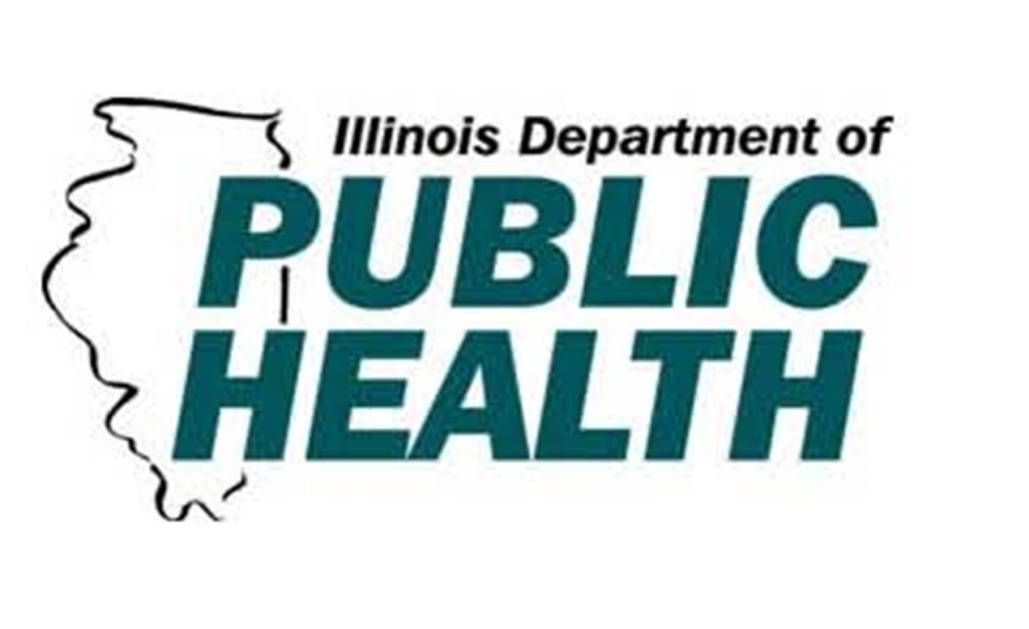 Illinois Department of
PUBLIC
HEALTH